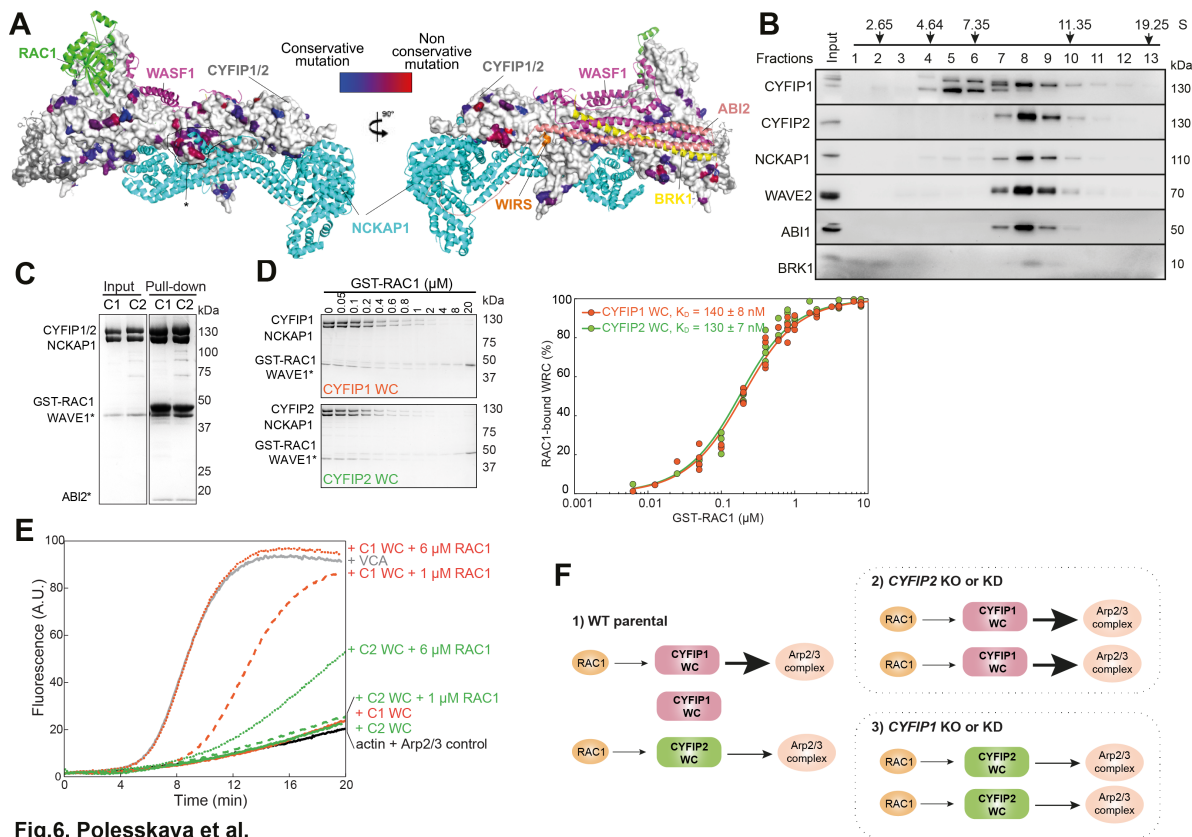 A
RAC1
WASF1
CYFIP1/2
Conservative mutation
Non conservative mutation
90°
CYFIP1/2
WASF1
ABI2
*
NCKAP1
WIRS
BRK1
B
2.65 4.64 7.35 11.35 19.25 S
Input
Fractions 1 2 3 4 5 6 7 8 9 10 11 12 13 kDa
CYFIP1 130
CYFIP2 130
NCKAP1 110
WAVE2 70
ABI1 50
BRK1 10
C
Input Pull-down
C1 C2 C1 C2 kDa
CYFIP1/2 130
NCKAP1
100
75
GST-RAC1 50
WAVE1*
37
25
ABI2* 20
D
GST-RAC1 (µM)
0 0.05 0.1 0.2 0.4 0.6 0.8 1 2 4 8 20 kDa
CYFIP1 130
NCKAP1
75
GST-RAC1 50
WAVE1* 37
CYFIP1 WC
CYFIP2 130
NCKAP1
75
GST-RAC1 50
WAVE1* 37
CYFIP2 WC
CYFIP1 WC, KD = 140 ± 8 nM
CYFIP2 WC, KD = 130 ± 7 nM
RAC1-bound WRC (%)
100
80
60
40
20
0
0.001 0.01 0.1 1 10
GST-RAC1 (µM)
E
Fluorescence (A.U.)
100
80
60
40
20
0
0 4 8 12 16 20
Time (min)
+ C1 WC + 6 µM RAC1
+ VCA
+ C1 WC + 1 µM RAC1
+ C2 WC + 6 µM RAC1
+ C2 WC + 1 µM RAC1
+ C1 WC
+ C2 WC
actin + Arp2/3 control
F
1) WT parental
RAC1 CYFIP1 WC Arp2/3 complex
CYFIP1 WC
RAC1 CYFIP2 WC Arp2/3 complex
2) CYFIP2 KO or KD
RAC1 CYFIP1 WC Arp2/3 complex
RAC1 CYFIP1 WC Arp2/3 complex
3) CYFIP1 KO or KD
RAC1 CYFIP2 WC Arp2/3 complex
RAC1 CYFIP2 WC Arp2/3 complex
Fig.6, Polesskaya et al.